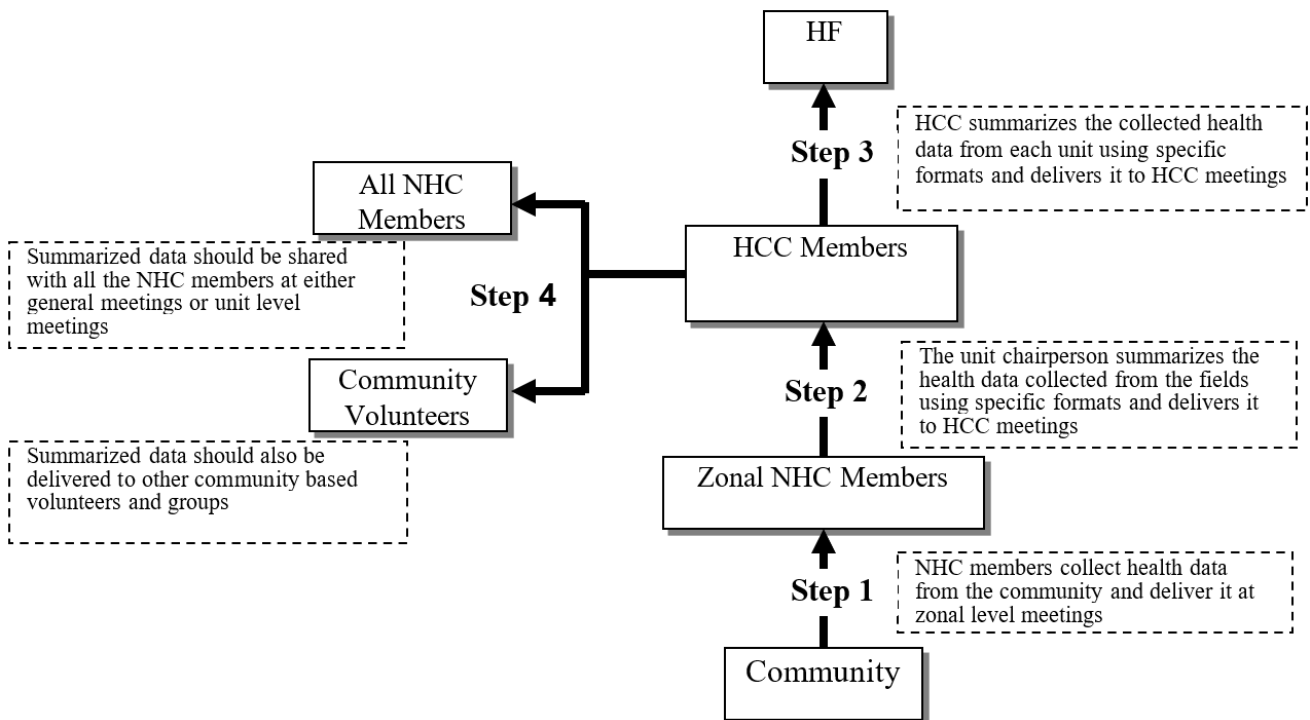 HF
Step 3
HCC summarizes the collected health
data from each unit using specific
formats and delivers it to HCC meetings
All NHC
Members
Summarized data should be shared
with all the NHC members at either
general meetings or unit level
meetings
HCC Members
Step 4
Community
Volunteers
Summarized data should also be
delivered to other community based
volunteers and groups
Step 2
The unit chairperson summarizes the
health data collected from the fields
using specific formats and delivers it
to HCC meetings
Zonal NHC Members
Step 1
NHC members collect health data
from the community and deliver it at
zonal level meetings
Community